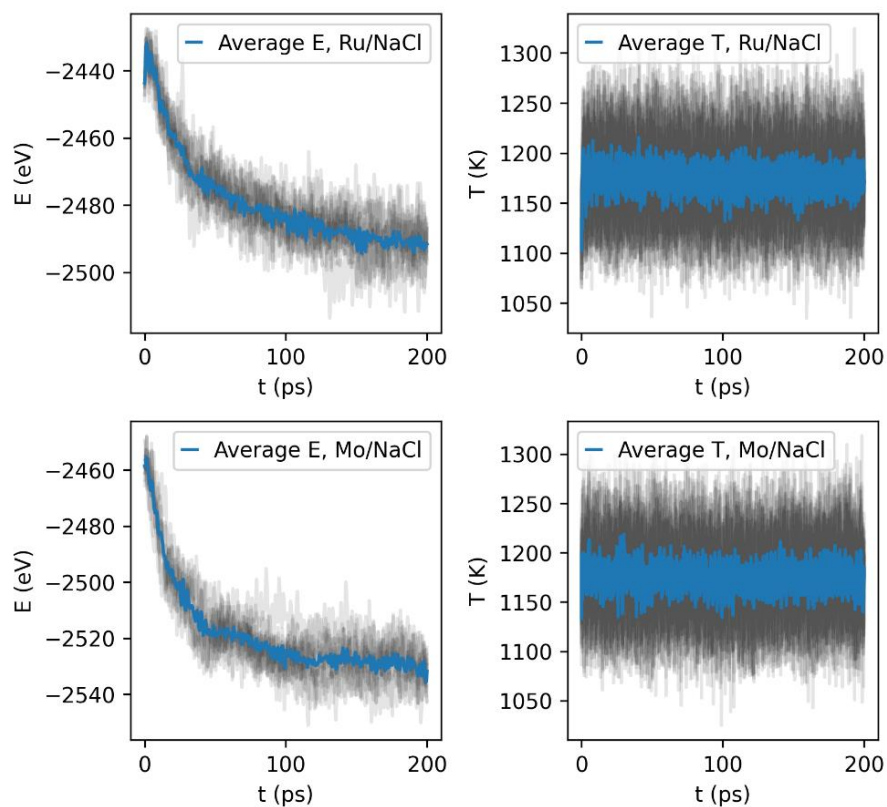 Average E, Ru/NaCl
−2440
−2460
−2480
−2500
E (eV)
0
100
200
t (ps)
Average T, Ru/NaCl
1300
1250
1200
1150
1100
1050
T (K)
0
100
200
t (ps)
Average E, Mo/NaCl
−2460
−2480
−2500
−2520
−2540
E (eV)
0
100
200
t (ps)
Average T, Mo/NaCl
1300
1250
1200
1150
1100
1050
T (K)
0
100
200
t (ps)